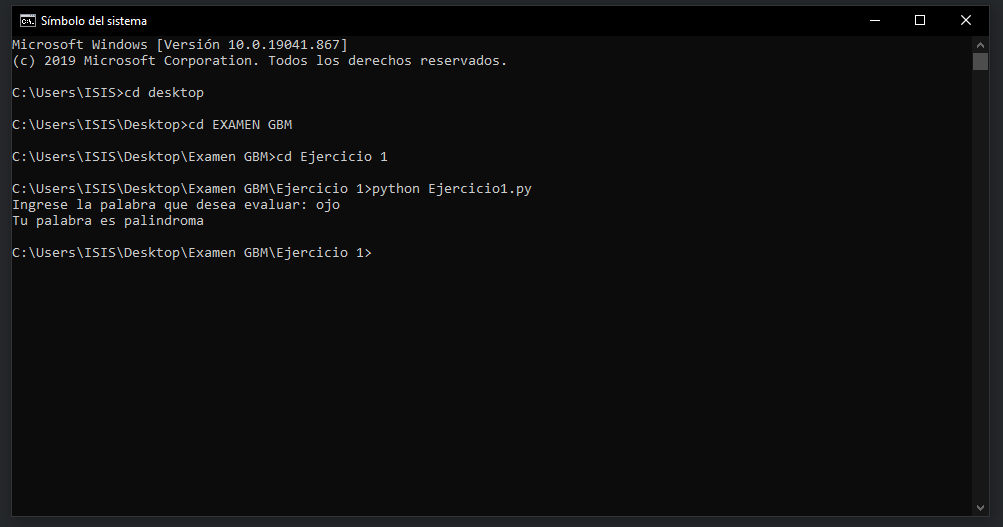 Símbolo del sistema
Microsoft Windows [Versión 10.0.19041.867]
(c) 2019 Microsoft Corporation. Todos los derechos reservados.
C:\Users\ISIS>cd desktop
C:\Users\ISIS\Desktop>cd EXAMEN GBM
C:\Users\ISIS\Desktop\Examen GBM>cd Ejercicio 1
C:\Users\ISIS\Desktop\Examen GBM\Ejercicio 1>python Ejercicio1.py
Ingrese la palabra que desea evaluar: ojo
Tu palabra es palindroma
C:\Users\ISIS\Desktop\Examen GBM\Ejercicio 1>